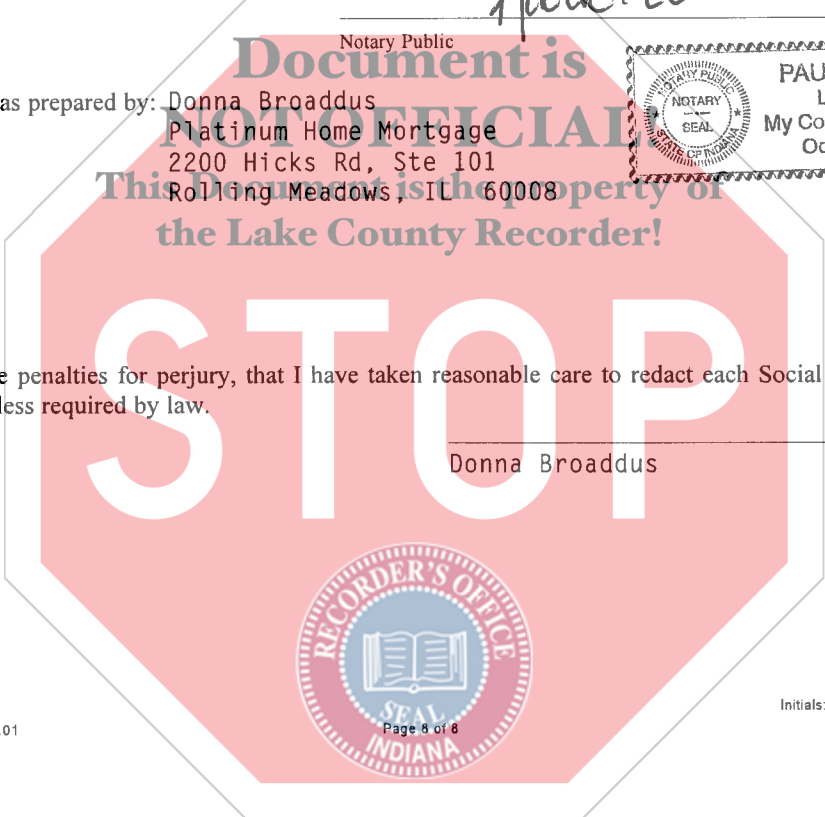 Notary Public
Document is
as prepared by: Donna Broaddus
NOT OFFICIAL!
Platinum Home Mortgage
2200 Hicks Rd, Ste 101
This Document is the property of
Rolling Meadows, IL 60008
the Lake County Recorder!
NOTARY PUBLIC
NOTARY
SEAL
STATE OF INDIANA
PAU
L
My Co
Oc
STOP
e penalties for perjury, that I have taken reasonable care to redact each Social
less required by law.
Donna Broaddus
RECORDER'S OFFICE
SEAL
INDIANA
Initials:
.01
Page 8 of 8